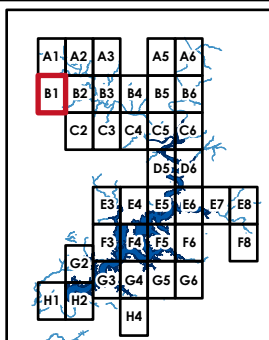 A1 A2 A3 A5 A6
B1 B2 B3 B4 B5 B6
C2 C3 C4 C5 C6
D5 D6
E3 E4 E5 E6 E7 E8
F3 F4 F5 F6 F8
G2
G3 G4 G5 G6
H1 H2
H4